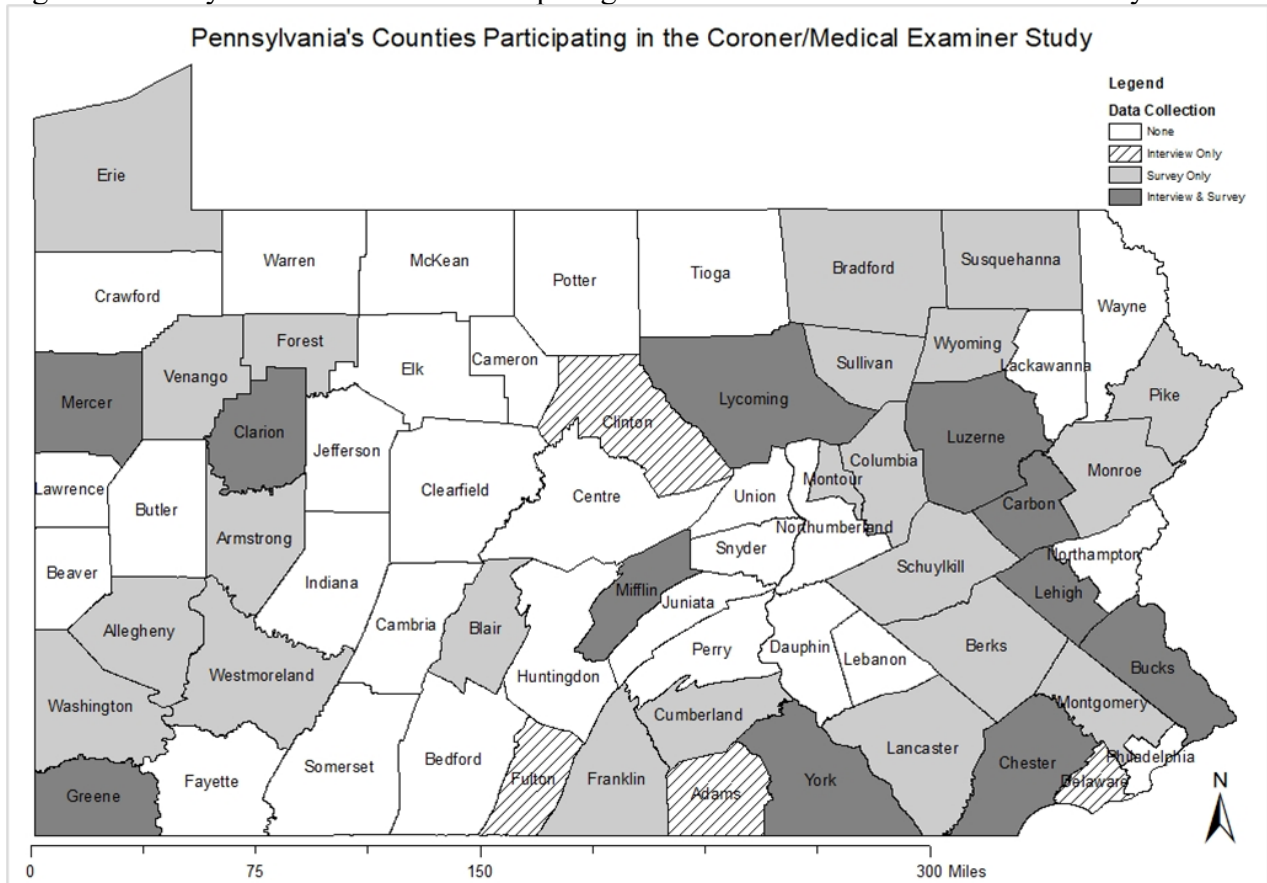 Pennsylvania's Counties Participating in the Coroner/Medical Examiner Study
Legend
Data Collection
None
Interview Only
Survey Only
Interview & Survey
Erie
Warren
McKean
Potter
Tioga
Bradford
Susquehanna
Wayne
Crawford
Forest
Venango
Elk
Cameron
Sullivan
Wyoming
Lackawanna
Pike
Mercer
Clarion
Clinton
Lycoming
Luzerne
Jefferson
Columbia
Monroe
Lawrence
Butler
Clearfield
Centre
Union
Montour
Carbon
Armstrong
Snyder
Northumberland
Northampton
Beaver
Indiana
Mifflin
Juniata
Schuylkill
Lehigh
Allegheny
Cambria
Blair
Perry
Dauphin
Lebanon
Berks
Bucks
Westmoreland
Huntingdon
Washington
Cumberland
Montgomery
Lancaster
Philadelphia
Somerset
Bedford
Fulton
Franklin
Adams
York
Chester
Delaware
Fayette
Greene
N
0
75
150
300 Miles